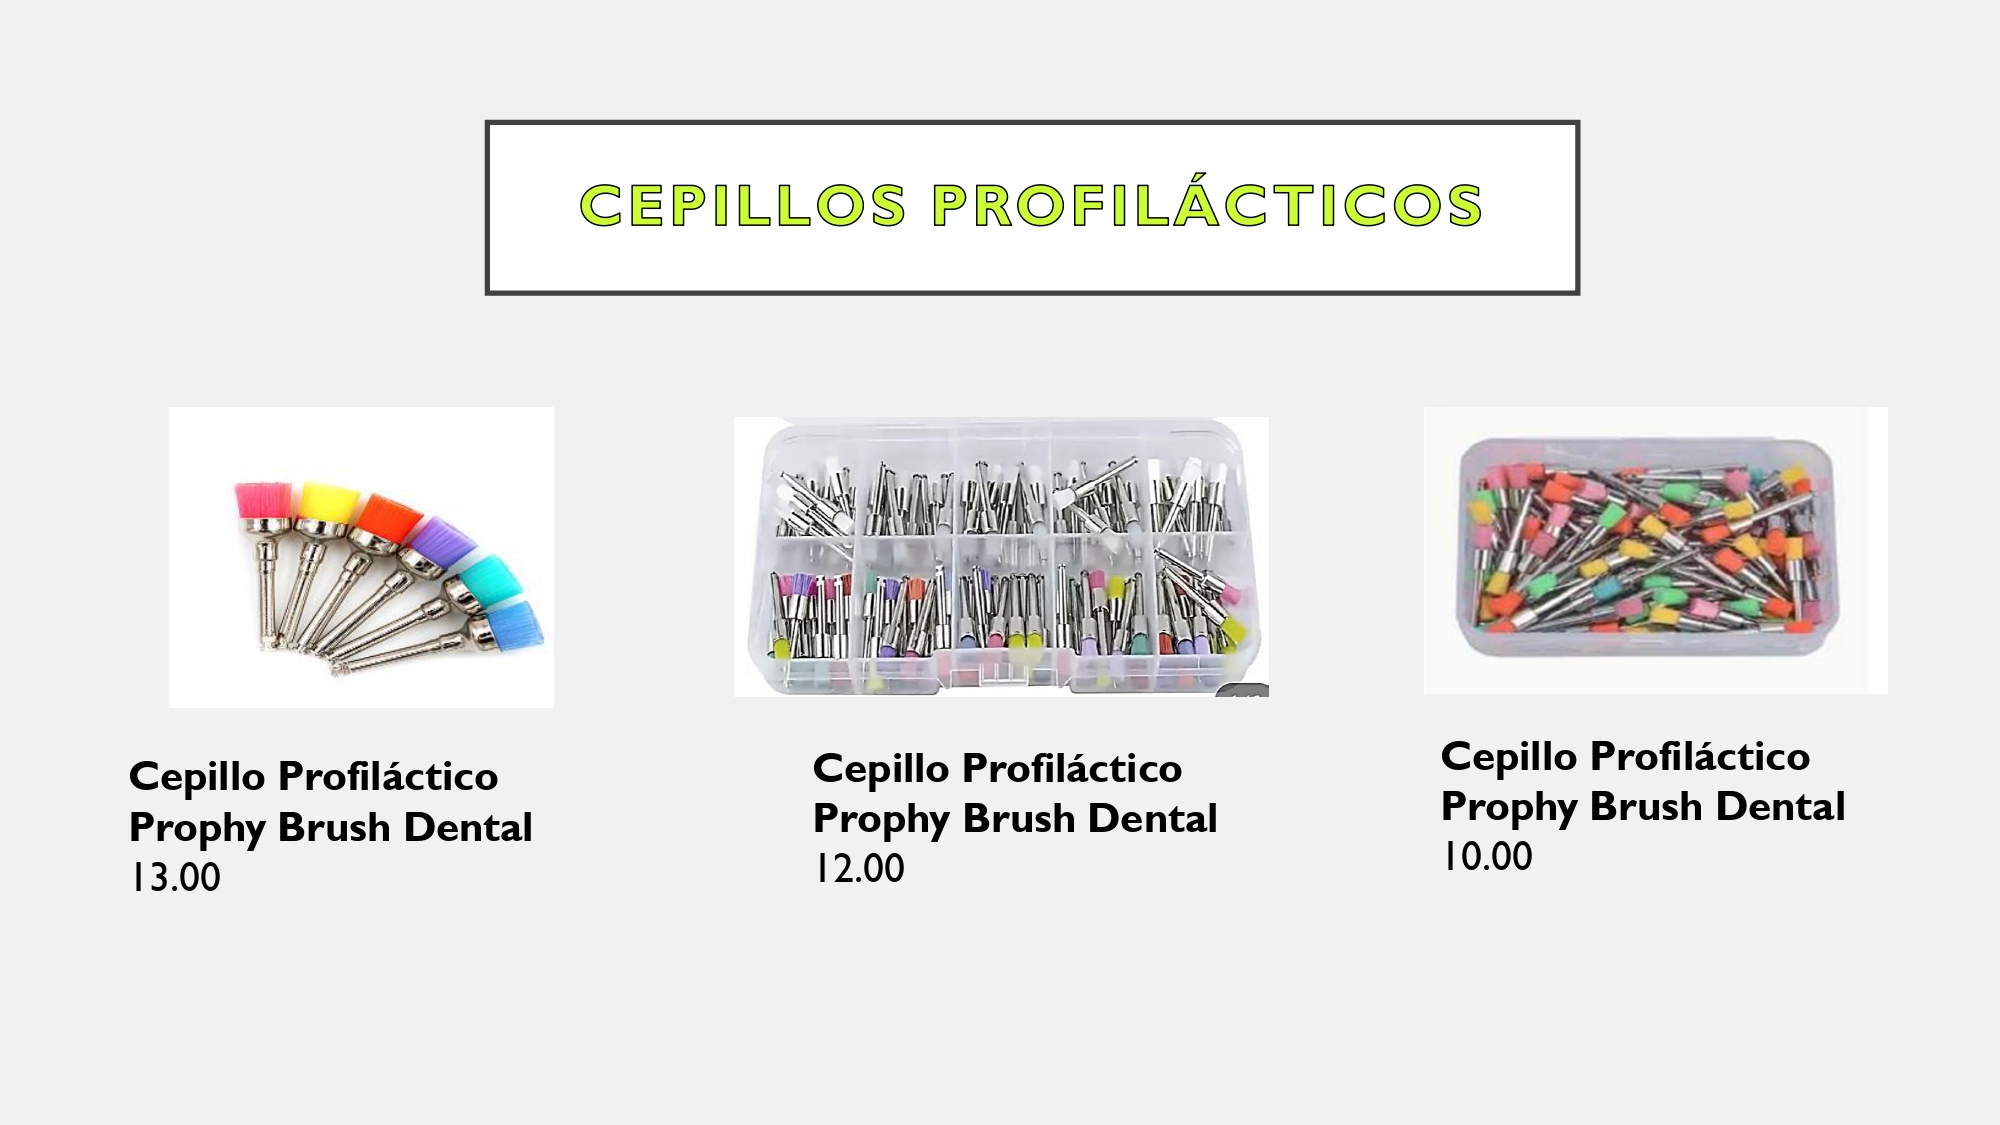 CEPILLOS PROFILÁCTICOS
Cepillo Profiláctico
Prophy Brush Dental
13.00
Cepillo Profiláctico
Prophy Brush Dental
12.00
Cepillo Profiláctico
Prophy Brush Dental
10.00